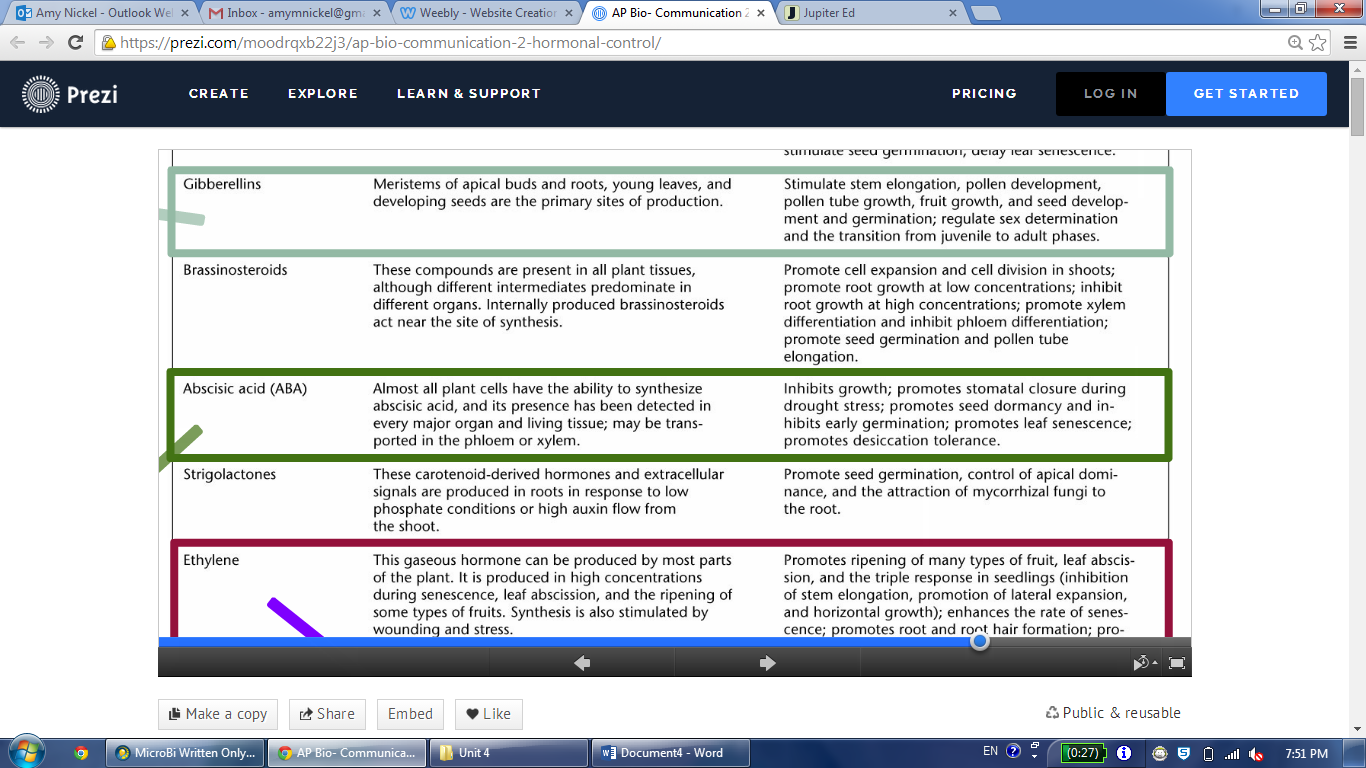 Amy Nickel - Outlook We
Inbox - amymnickel@gma
Weebly - Website Creation
AP Bio- Communication 2
Jupiter Ed
https://prezi.com/moodrqxb22j3/ap-bio-communication-2-hormonal-control/
Prezi CREATE EXPLORE LEARN & SUPPORT PRICING LOG IN GET STARTED
stimulate seed germination, delay leaf senescence.
Gibberellins
Meristems of apical buds and roots, young leaves, and
developing seeds are the primary sites of production.
Stimulate stem elongation, pollen development,
pollen tube growth, fruit growth, and seed develop-
ment and germination; regulate sex determination
and the transition from juvenile to adult phases.
Brassinosteroids
These compounds are present in all plant tissues,
although different intermediates predominate in
different organs. Internally produced brassinosteroids
act near the site of synthesis.
Promote cell expansion and cell division in shoots;
promote root growth at low concentrations; inhibit
root growth at high concentrations; promote xylem
differentiation and inhibit phloem differentiation;
promote seed germination and pollen tube
elongation.
Abscisic acid (ABA)
Almost all plant cells have the ability to synthesize
abscisic acid, and its presence has been detected in
every major organ and living tissue; may be trans-
ported in the phloem or xylem.
Inhibits growth; promotes stomatal closure during
drought stress; promotes seed dormancy and in-
hibits early germination; promotes leaf senescence;
promotes desiccation tolerance.
Strigolactones
These carotenoid-derived hormones and extracellular
signals are produced in roots in response to low
phosphate conditions or high auxin flow from
the shoot.
Promote seed germination, control of apical domi-
nance, and the attraction of mycorrhizal fungi to
the root.
Ethylene
This gaseous hormone can be produced by most parts
of the plant. It is produced in high concentrations
during senescence, leaf abscission, and the ripening of
some types of fruits. Synthesis is also stimulated by
wounding and stress.
Promotes ripening of many types of fruit, leaf abscis-
sion, and the triple response in seedlings (inhibition
of stem elongation, promotion of lateral expansion,
and horizontal growth); enhances the rate of senes-
cence; promotes root and root hair formation; pro-
Make a copy Share Embed Like Public & reusable
MicroBi Written Only... AP Bio- Communica... Unit 4 Document4 - Word EN (0:27) 7:51 PM